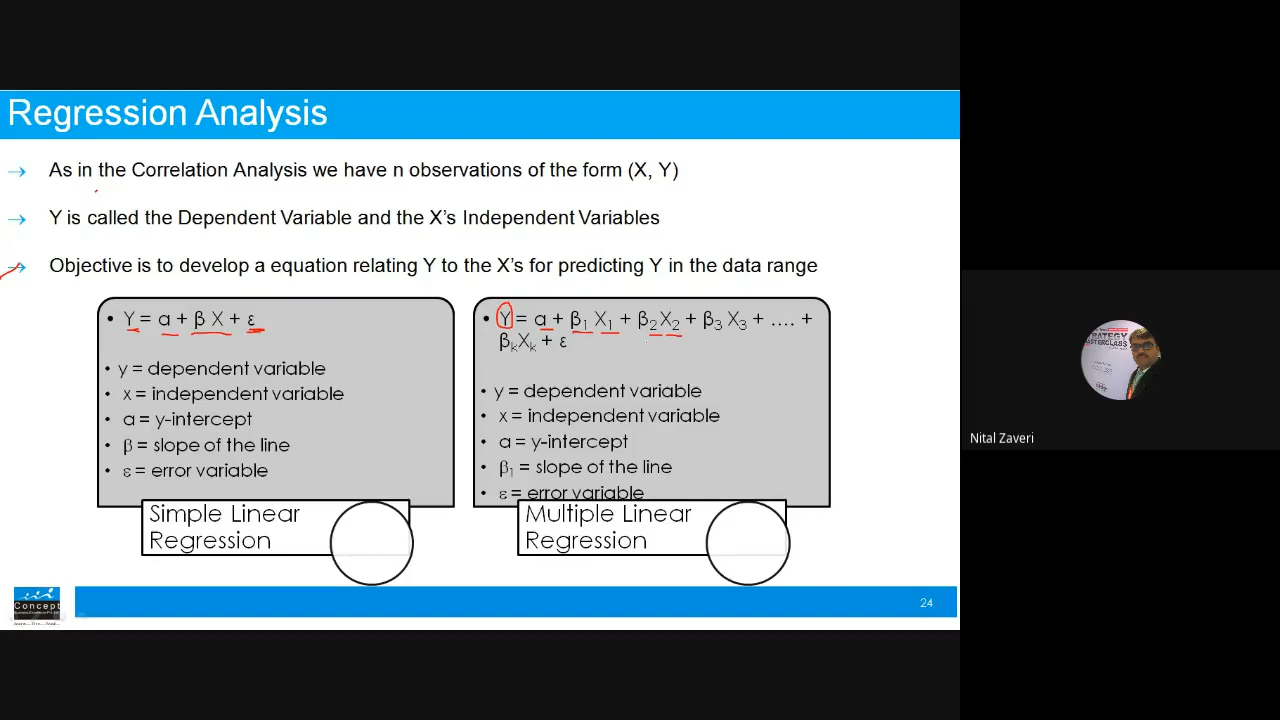 Regression Analysis
→ As in the Correlation Analysis we have n observations of the form (X, Y)
→ Y is called the Dependent Variable and the X's Independent Variables
→ Objective is to develop a equation relating Y to the X's for predicting Y in the data range
• Y = a + β X + ε
• y = dependent variable
• x = independent variable
• a = y-intercept
• β = slope of the line
• ε = error variable
Simple Linear
Regression
• Y = a + β₁ X₁ + β₂ X₂ + β₃ X₃ + .... +
βₖXₖ + ε
• y = dependent variable
• x = independent variable
• a = y-intercept
• β₁ = slope of the line
• ε = error variable
Multiple Linear
Regression
Concept
24
STRATEGY
MASTERCLASS
Nital Zaveri